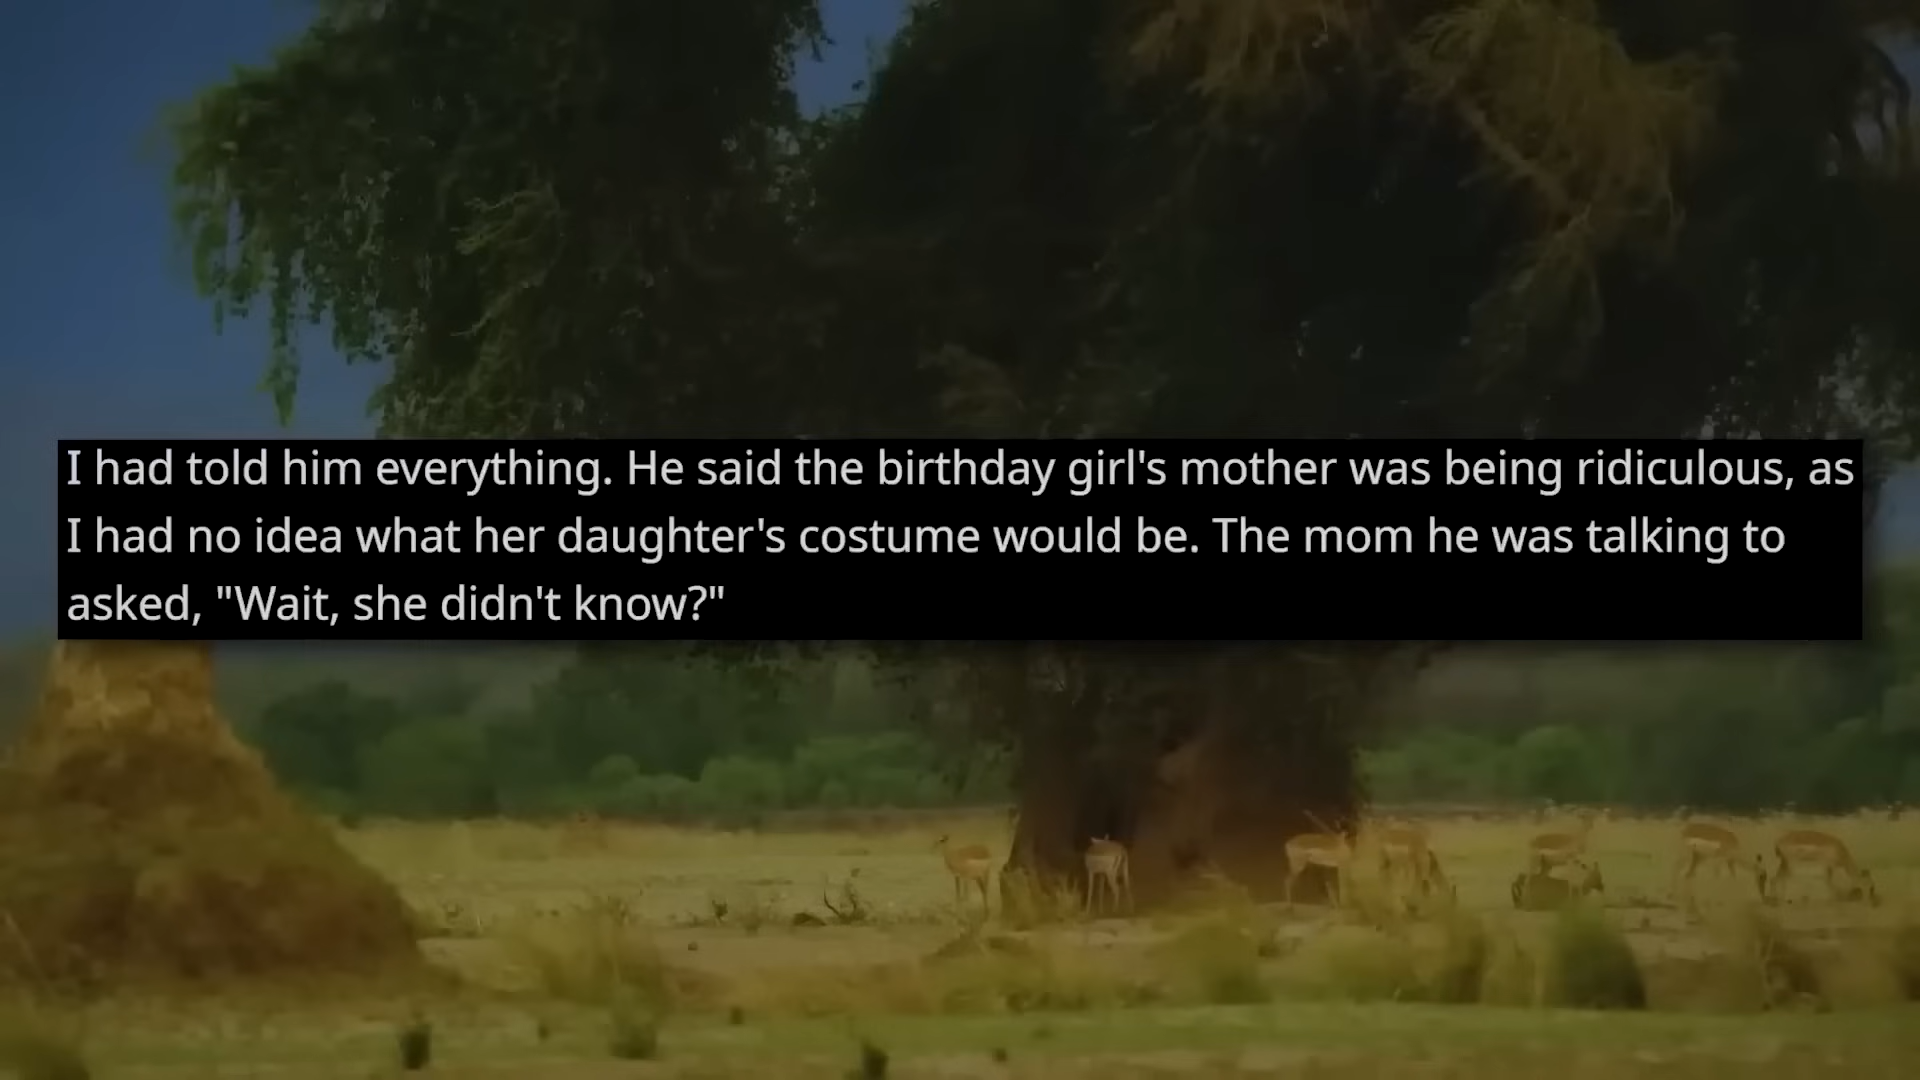 I had told him everything. He said the birthday girl's mother was being ridiculous, as
I had no idea what her daughter's costume would be. The mom he was talking to
asked, "Wait, she didn't know?"